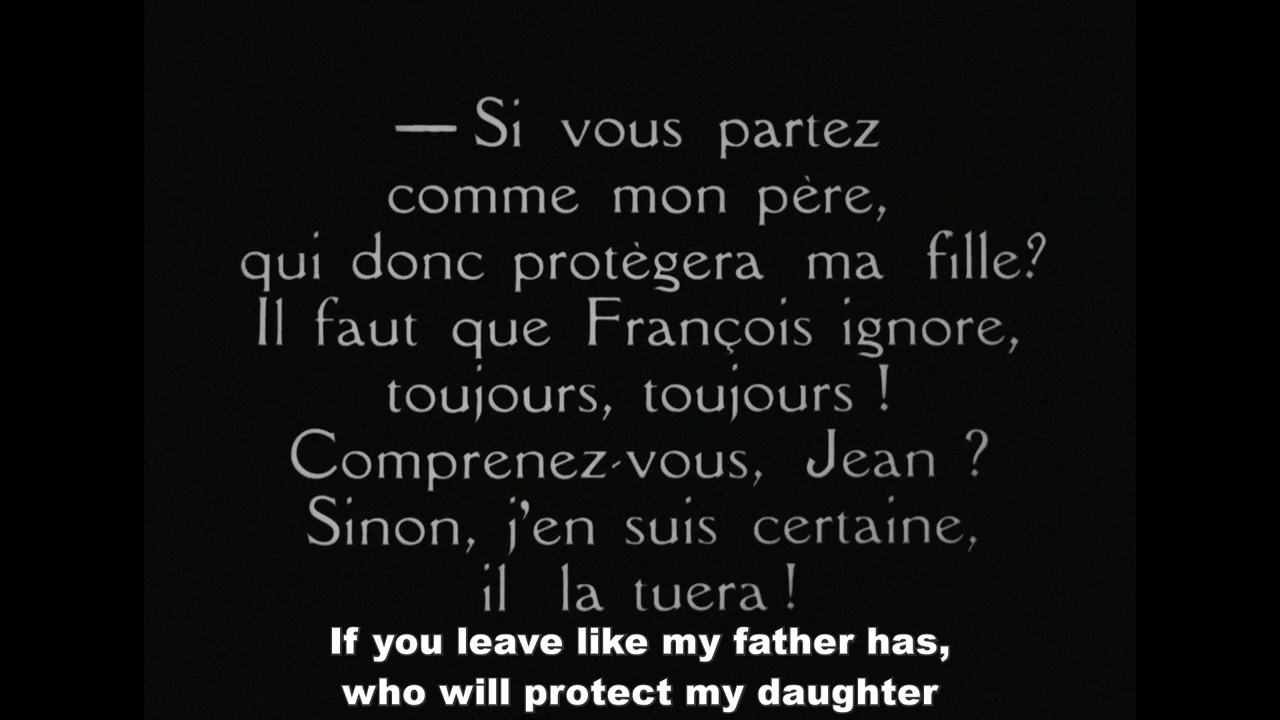 — Si vous partez
comme mon père,
qui donc protègera ma fille?
Il faut que François ignore,
toujours, toujours !
Comprenez-vous, Jean ?
Sinon, j'en suis certaine,
il la tuera !
If you leave like my father has,
who will protect my daughter